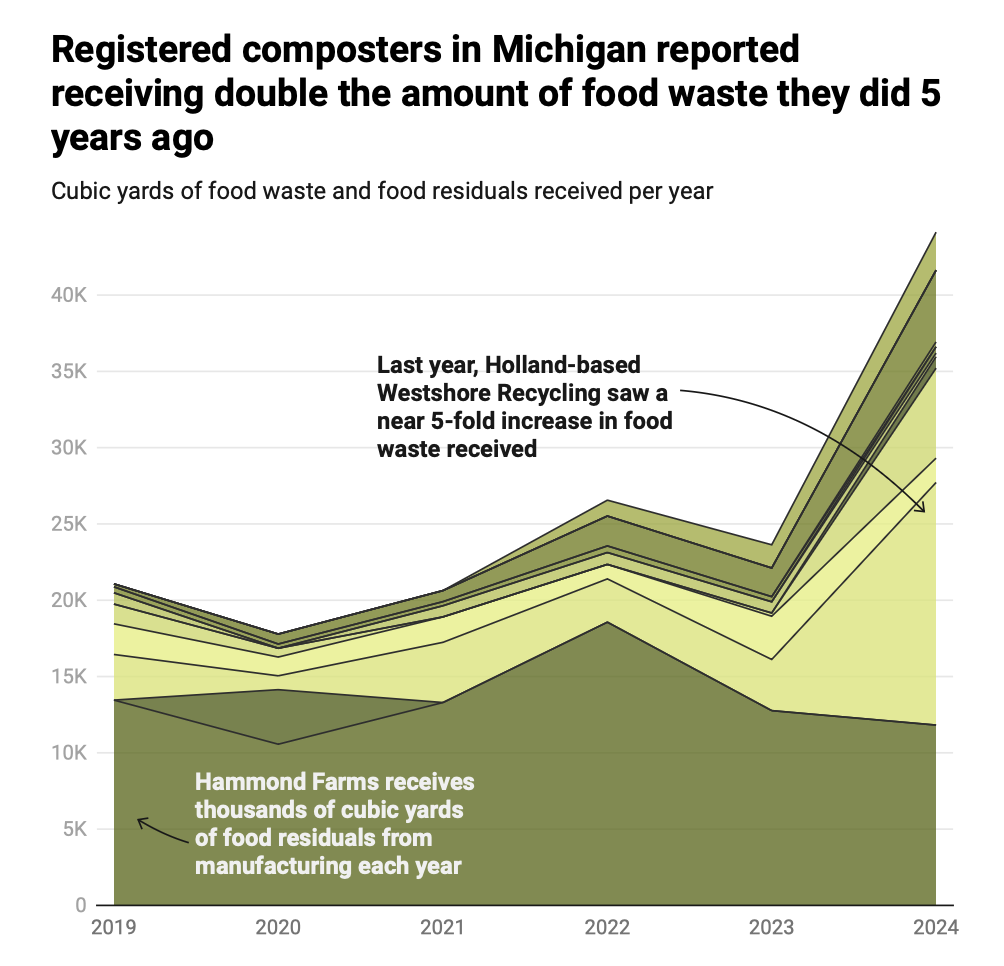 Registered composters in Michigan reported
receiving double the amount of food waste they did 5
years ago
Cubic yards of food waste and food residuals received per year
40K
35K
30K
25K
20K
15K
10K
5K
0
Last year, Holland-based
Westshore Recycling saw a
near 5-fold increase in food
waste received
Hammond Farms receives
thousands of cubic yards
of food residuals from
manufacturing each year
2019
2020
2021
2022
2023
2024